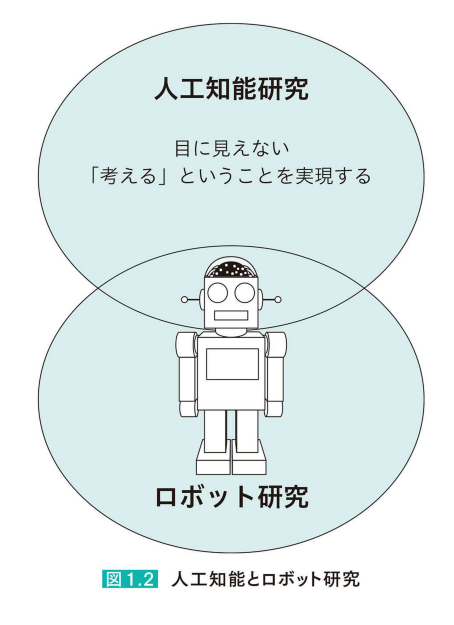 人工知能研究
目に見えない
「考える」ということを実現する
ロボット研究
図1.2 人工知能とロボット研究